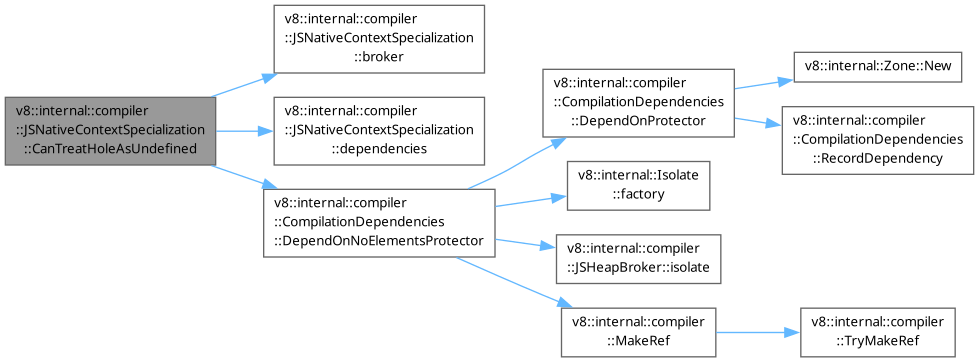 v8::internal::compiler
::JSNativeContextSpecialization
::CanTreatHoleAsUndefined
v8::internal::compiler
::JSNativeContextSpecialization
::broker
v8::internal::compiler
::JSNativeContextSpecialization
::dependencies
v8::internal::compiler
::CompilationDependencies
::DependOnNoElementsProtector
v8::internal::compiler
::CompilationDependencies
::DependOnProtector
v8::internal::Isolate
::factory
v8::internal::compiler
::JSHeapBroker::isolate
v8::internal::compiler
::MakeRef
v8::internal::Zone::New
v8::internal::compiler
::CompilationDependencies
::RecordDependency
v8::internal::compiler
::TryMakeRef